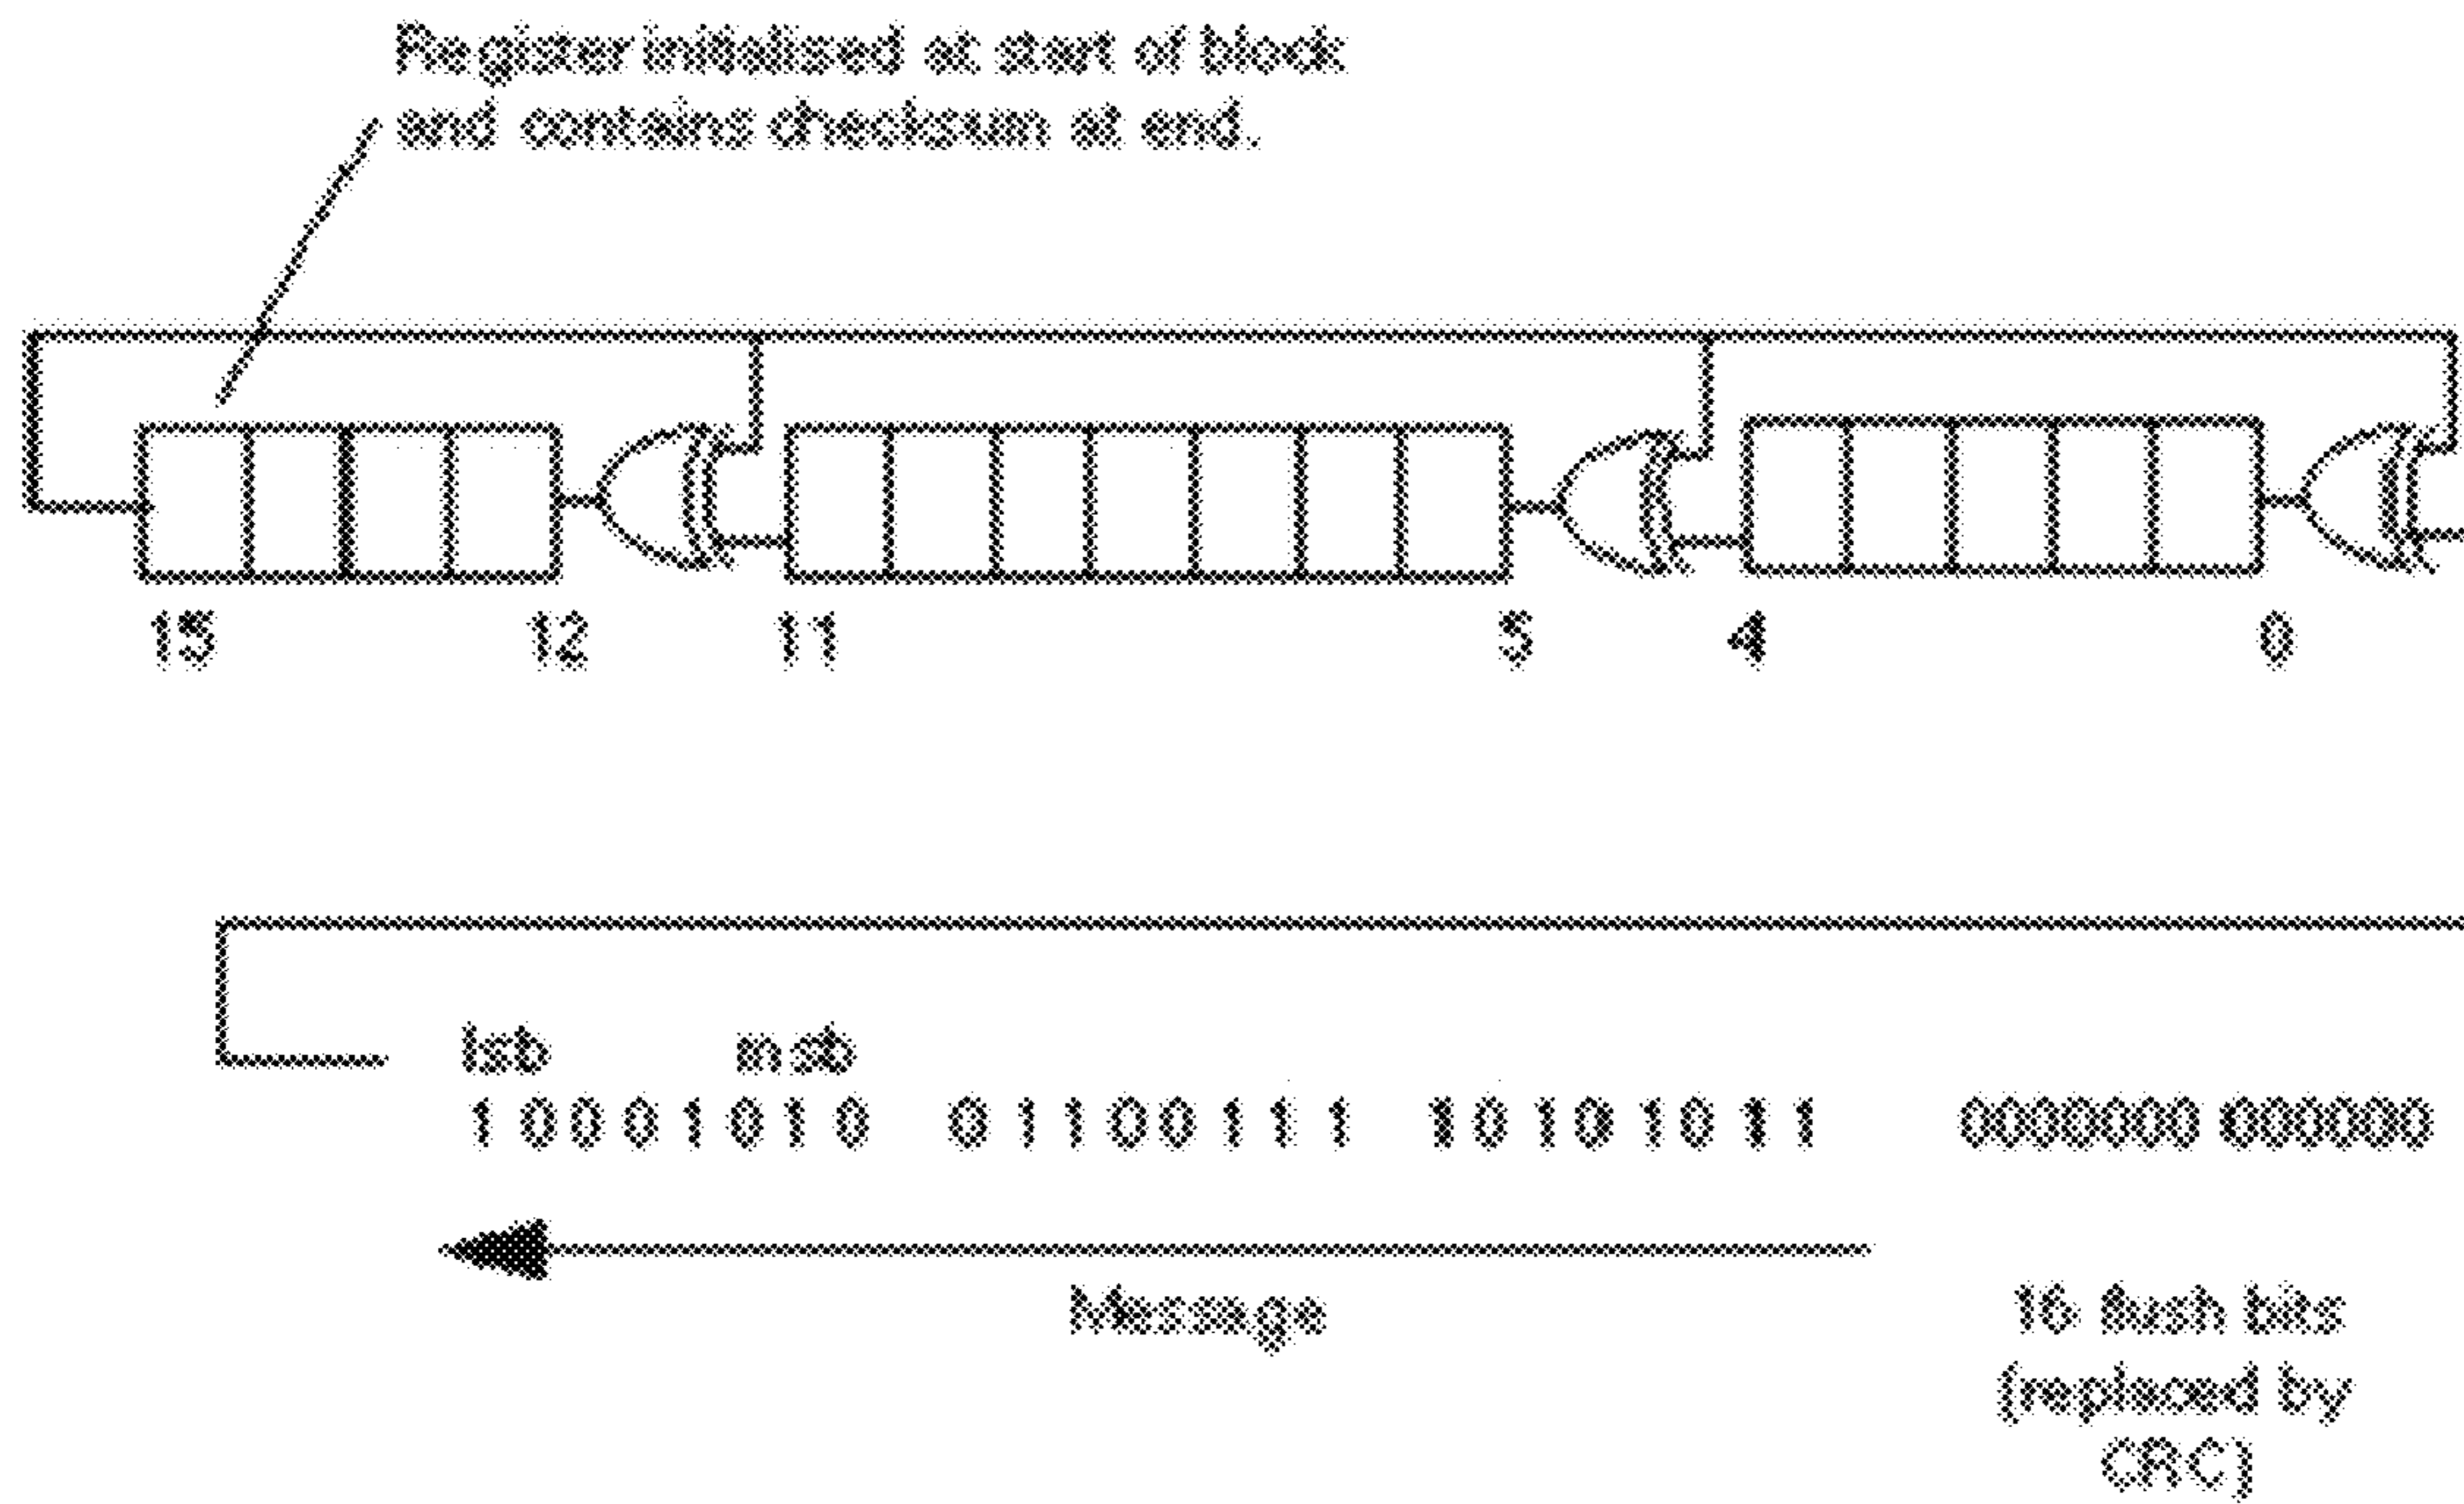 Register initialised at start of block
and contains checksum at end.
15 12 11 5 4 0
lsb msb
1 0 0 0 1 0 1 0 0 1 1 0 0 1 1 1 1 0 1 0 1 0 1 1 0000000 000000
Message
16 flush bits
(replaced by
CRC)